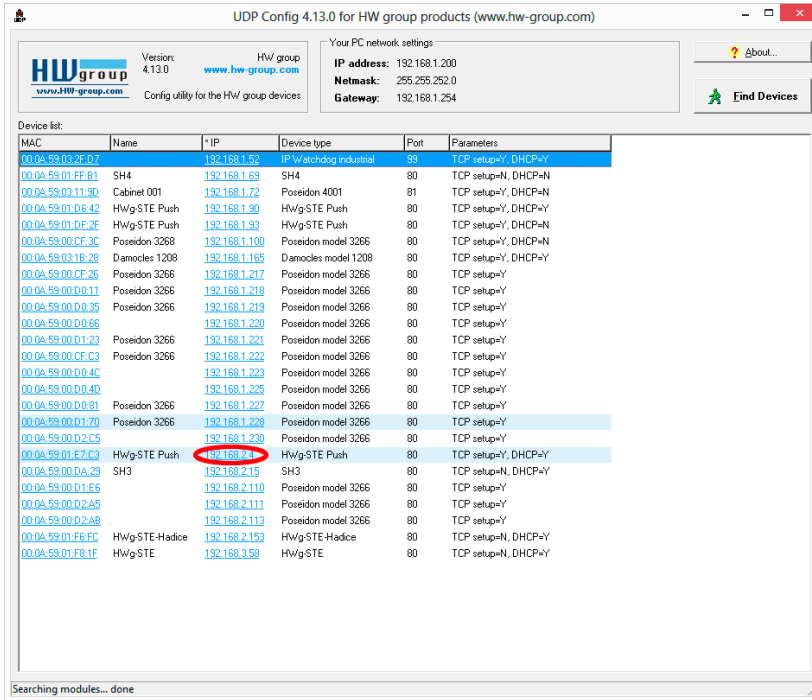 UDP Config 4.13.0 for HW group products (www.hw-group.com)
HWgroup
www.HW-group.com
Version: HW group
4.13.0 www.hw-group.com
Config utility for the HW group devices
Your PC network settings
IP address: 192.168.1.200
Netmask: 255.255.252.0
Gateway: 192.168.1.254
? About...
Find Devices
Device list:
MAC Name * IP Device type Port Parameters
00:0A:59:03:2F:D7 192.168.1.52 IP Watchdog industrial 99 TCP setup=Y, DHCP=Y
00:0A:59:01:FF:B1 SH4 192.168.1.69 SH4 80 TCP setup=N, DHCP=N
00:0A:59:03:11:9D Cabinet 001 192.168.1.72 Poseidon 4001 81 TCP setup=Y, DHCP=N
00:0A:59:01:D6:42 HWg-STE Push 192.168.1.90 HWg-STE Push 80 TCP setup=Y, DHCP=Y
00:0A:59:01:DF:2F HWg-STE Push 192.168.1.93 HWg-STE Push 80 TCP setup=Y, DHCP=N
00:0A:59:00:CF:3C Poseidon 3268 192.168.1.100 Poseidon model 3266 80 TCP setup=Y, DHCP=N
00:0A:59:03:1B:28 Damocles 1208 192.168.1.165 Damocles model 1208 80 TCP setup=Y, DHCP=Y
00:0A:59:00:CF:26 Poseidon 3266 192.168.1.217 Poseidon model 3266 80 TCP setup=Y
00:0A:59:00:D0:11 Poseidon 3266 192.168.1.218 Poseidon model 3266 80 TCP setup=Y
00:0A:59:00:D0:35 Poseidon 3266 192.168.1.219 Poseidon model 3266 80 TCP setup=Y
00:0A:59:00:D0:66 192.168.1.220 Poseidon model 3266 80 TCP setup=Y
00:0A:59:00:D1:23 Poseidon 3266 192.168.1.221 Poseidon model 3266 80 TCP setup=Y
00:0A:59:00:CF:C3 Poseidon 3266 192.168.1.222 Poseidon model 3266 80 TCP setup=Y
00:0A:59:00:D0:4C 192.168.1.223 Poseidon model 3266 80 TCP setup=Y
00:0A:59:00:D0:4D 192.168.1.225 Poseidon model 3266 80 TCP setup=Y
00:0A:59:00:D0:81 Poseidon 3266 192.168.1.227 Poseidon model 3266 80 TCP setup=Y
00:0A:59:00:D1:70 Poseidon 3266 192.168.1.228 Poseidon model 3266 80 TCP setup=Y
00:0A:59:00:D2:C5 192.168.1.230 Poseidon model 3266 80 TCP setup=Y
00:0A:59:01:E7:C3 HWg-STE Push 192.168.2.4 HWg-STE Push 80 TCP setup=Y, DHCP=Y
00:0A:59:00:DA:29 SH3 192.168.2.15 SH3 80 TCP setup=N, DHCP=Y
00:0A:59:00:D1:E6 192.168.2.110 Poseidon model 3266 80 TCP setup=Y
00:0A:59:00:D2:A5 192.168.2.111 Poseidon model 3266 80 TCP setup=Y
00:0A:59:00:D2:AB 192.168.2.113 Poseidon model 3266 80 TCP setup=Y
00:0A:59:01:F6:FC HWg-STE-Hadice 192.168.2.153 HWg-STE-Hadice 80 TCP setup=N, DHCP=Y
00:0A:59:01:F8:1F HWg-STE 192.168.3.58 HWg-STE 80 TCP setup=N, DHCP=Y
Searching modules... done